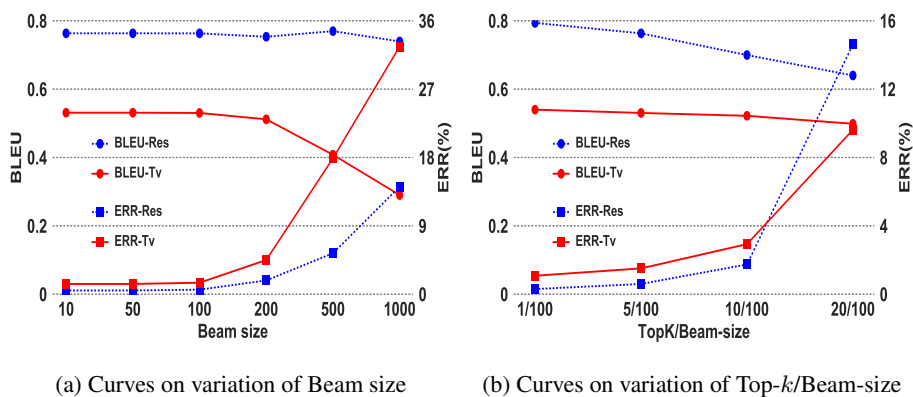 0.8
0.6
0.4
0.2
0
BLEU
BLEU-Res
BLEU-Tv
ERR-Res
ERR-Tv
36
27
18
9
0
ERR(%)
10 50 100 200 500 1000
Beam size
(a) Curves on variation of Beam size
0.8
0.6
0.4
0.2
0
BLEU
BLEU-Res
BLEU-Tv
ERR-Res
ERR-Tv
16
12
8
4
0
ERR(%)
1/100 5/100 10/100 20/100
TopK/Beam-size
(b) Curves on variation of Top-k/Beam-size